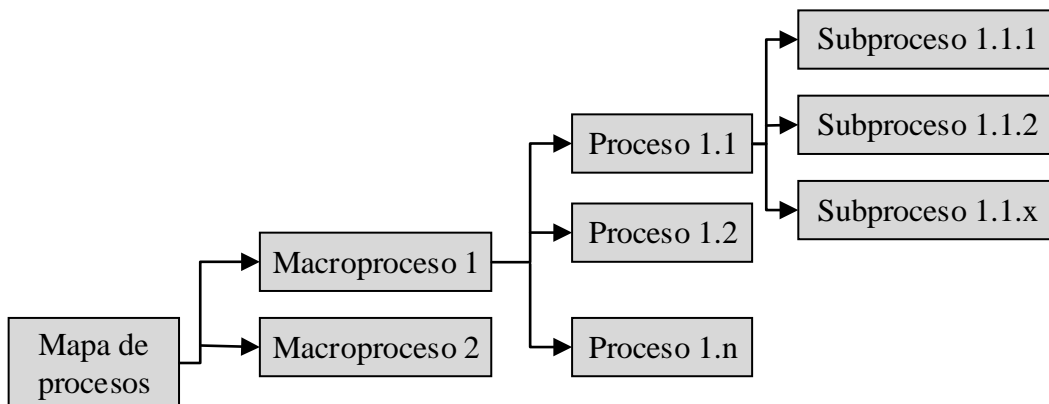 Subproceso 1.1.1
Subproceso 1.1.2
Proceso 1.1
Subproceso 1.1.x
Proceso 1.2
Macroproceso 1
Mapa de
procesos
Macroproceso 2
Proceso 1.n